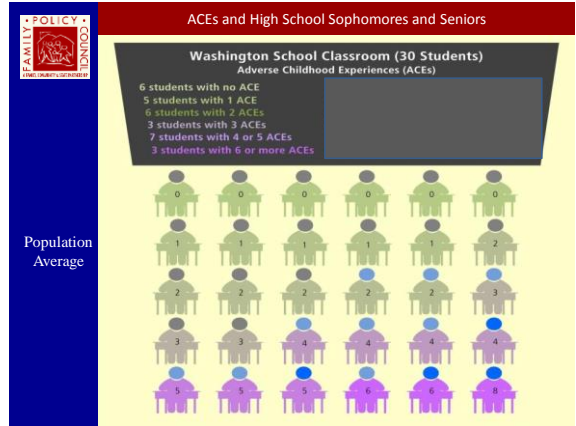 ACEs and High School Sophomores and Seniors
FAMILY POLICY COUNCIL
Washington School Classroom (30 Students)
Adverse Childhood Experiences (ACEs)
6 students with no ACE
5 students with 1 ACE
6 students with 2 ACEs
3 students with 3 ACEs
7 students with 4 or 5 ACEs
3 students with 6 or more ACEs
Population
Average
0 0 0 0 0 0
1 1 1 1 1 2
2 2 2 2 2 3
3 3 4 4 4 4
5 5 5 6 6 8